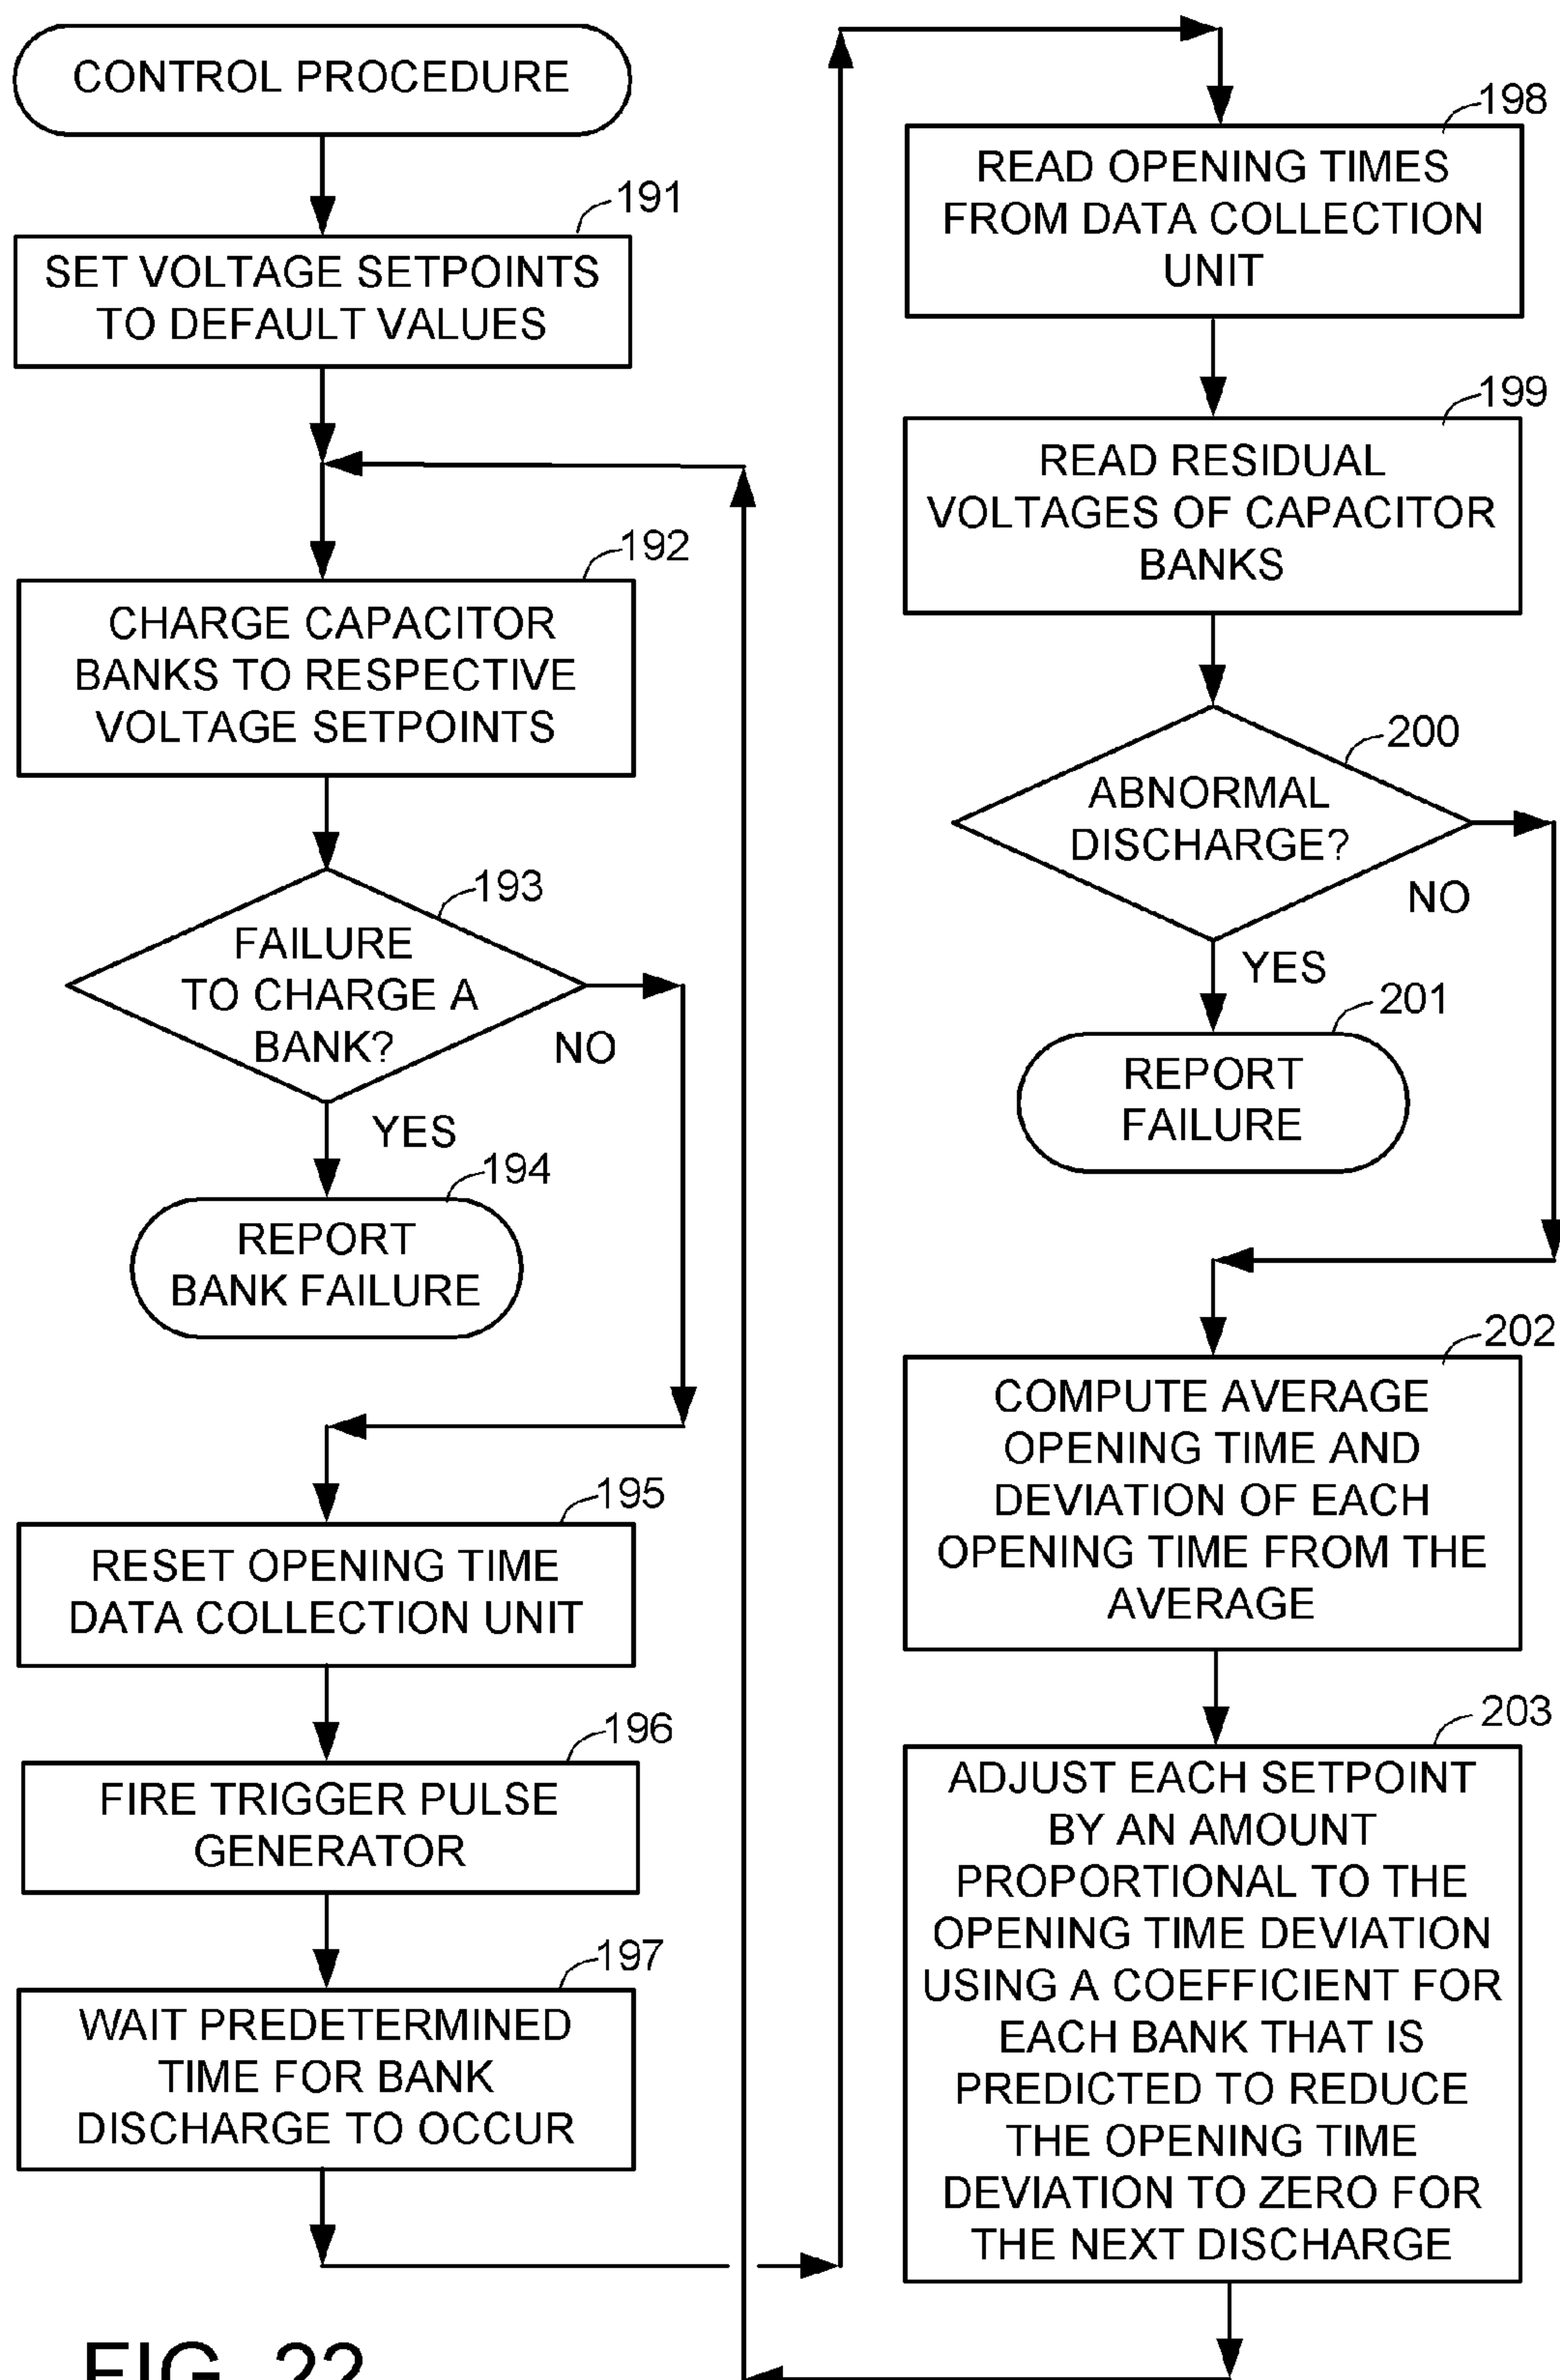 CONTROL PROCEDURE
191
SET VOLTAGE SETPOINTS
TO DEFAULT VALUES
192
CHARGE CAPACITOR
BANKS TO RESPECTIVE
VOLTAGE SETPOINTS
193
FAILURE
TO CHARGE A
BANK?
NO
YES
194
REPORT
BANK FAILURE
195
RESET OPENING TIME
DATA COLLECTION UNIT
196
FIRE TRIGGER PULSE
GENERATOR
197
WAIT PREDETERMINED
TIME FOR BANK
DISCHARGE TO OCCUR
198
READ OPENING TIMES
FROM DATA COLLECTION
UNIT
199
READ RESIDUAL
VOLTAGES OF CAPACITOR
BANKS
200
ABNORMAL
DISCHARGE?
NO
YES
201
REPORT
FAILURE
202
COMPUTE AVERAGE
OPENING TIME AND
DEVIATION OF EACH
OPENING TIME FROM THE
AVERAGE
203
ADJUST EACH SETPOINT
BY AN AMOUNT
PROPORTIONAL TO THE
OPENING TIME DEVIATION
USING A COEFFICIENT FOR
EACH BANK THAT IS
PREDICTED TO REDUCE
THE OPENING TIME
DEVIATION TO ZERO FOR
THE NEXT DISCHARGE
FIG. 22